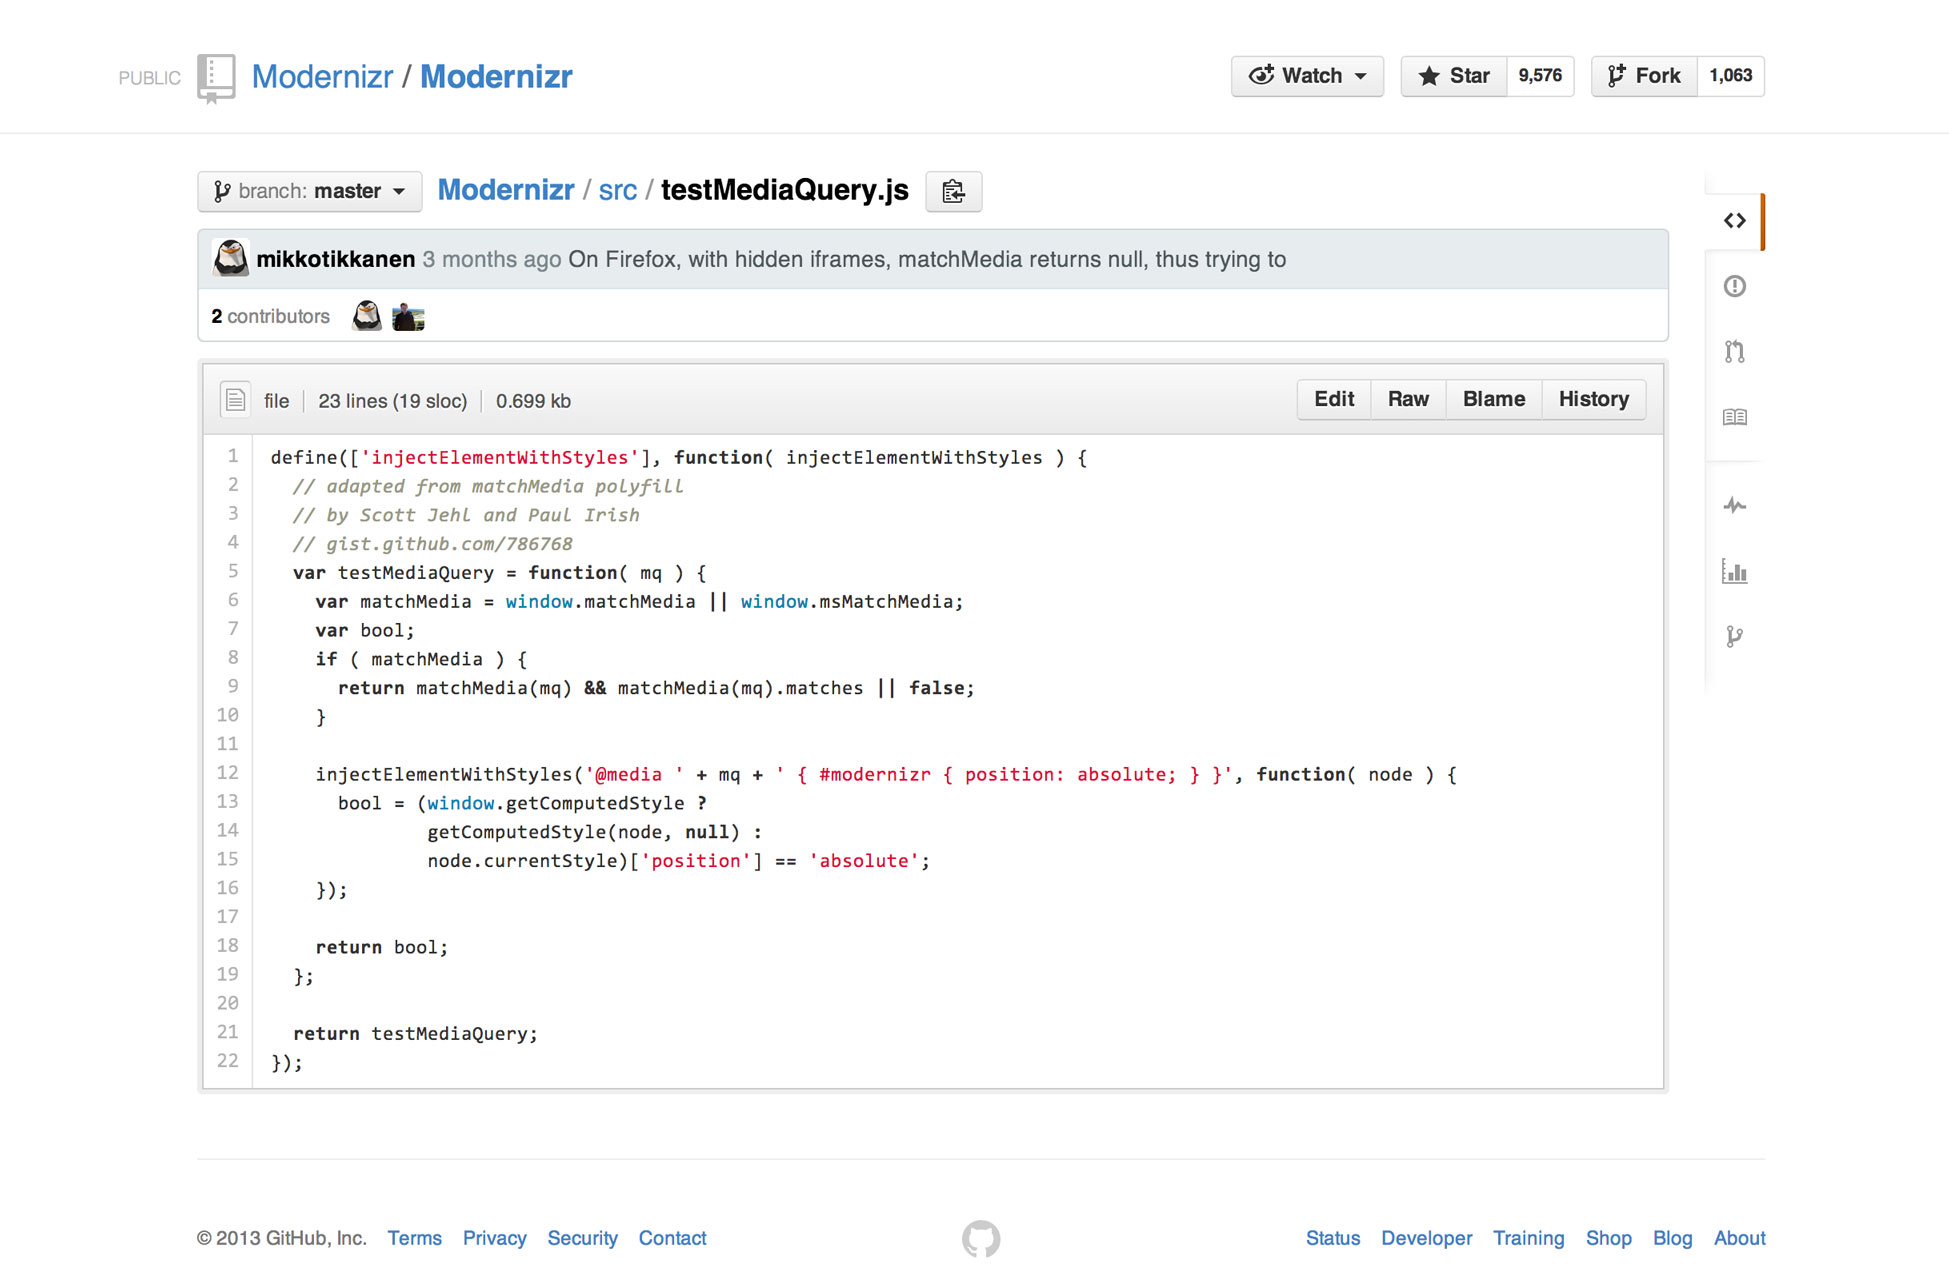 PUBLIC Modernizr / Modernizr Watch Star 9,576 Fork 1,063
branch: master Modernizr / src / testMediaQuery.js
mikkotikkanen 3 months ago On Firefox, with hidden iframes, matchMedia returns null, thus trying to
2 contributors
file 23 lines (19 sloc) 0.699 kb Edit Raw Blame History
1 define(['injectElementWithStyles'], function( injectElementWithStyles ) {
2   // adapted from matchMedia polyfill
3   // by Scott Jehl and Paul Irish
4   // gist.github.com/786768
5   var testMediaQuery = function( mq ) {
6     var matchMedia = window.matchMedia || window.msMatchMedia;
7     var bool;
8     if ( matchMedia ) {
9       return matchMedia(mq) && matchMedia(mq).matches || false;
10     }
11
12     injectElementWithStyles('@media ' + mq + ' { #modernizr { position: absolute; } }', function( node ) {
13       bool = (window.getComputedStyle ?
14               getComputedStyle(node, null) :
15               node.currentStyle)['position'] == 'absolute';
16     });
17
18     return bool;
19   };
20
21   return testMediaQuery;
22 });
© 2013 GitHub, Inc. Terms Privacy Security Contact Status Developer Training Shop Blog About